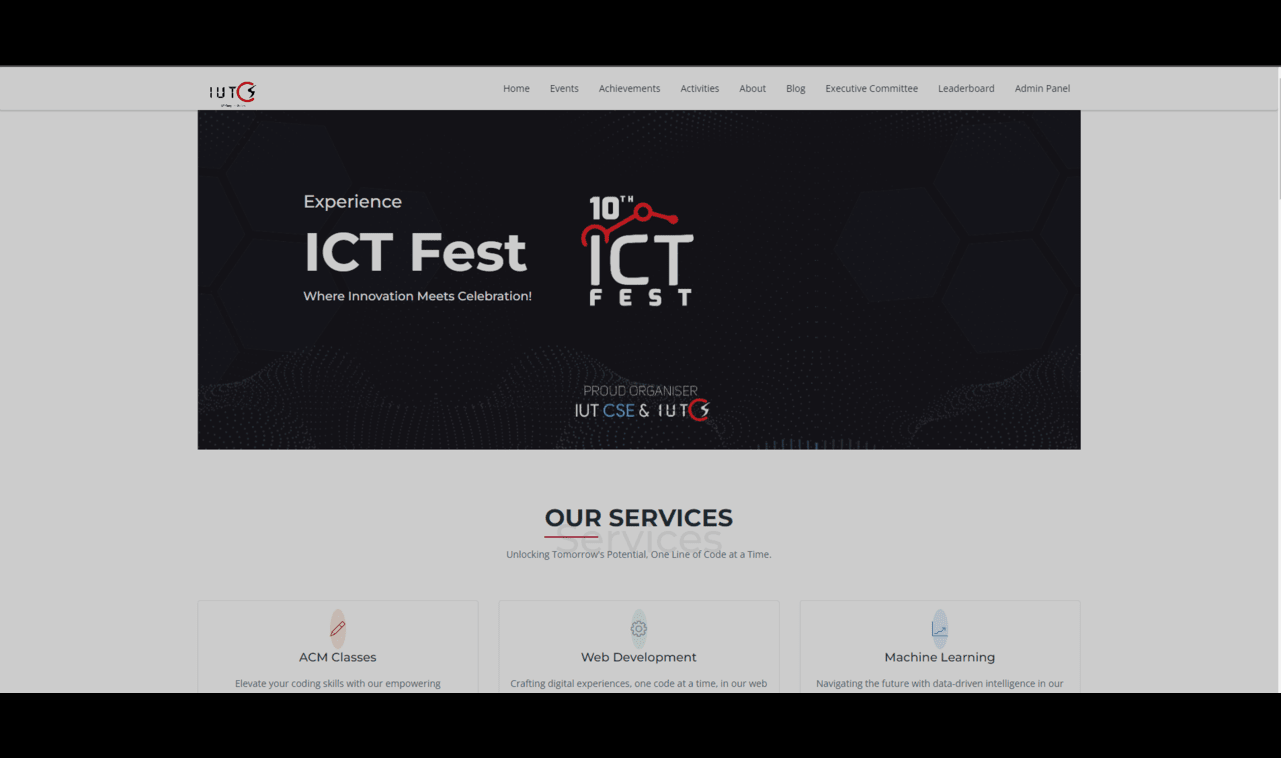 IUTCS
Home Events Achievements Activities About Blog Executive Committee Leaderboard Admin Panel
Experience
ICT Fest
Where Innovation Meets Celebration!
10TH
ICT
FEST
PROUD ORGANISER
IUT CSE & IUTCS
OUR SERVICES
Services
Unlocking Tomorrow's Potential, One Line of Code at a Time.
ACM Classes
Web Development
Machine Learning
Elevate your coding skills with our empowering
Crafting digital experiences, one code at a time, in our web
Navigating the future with data-driven intelligence in our